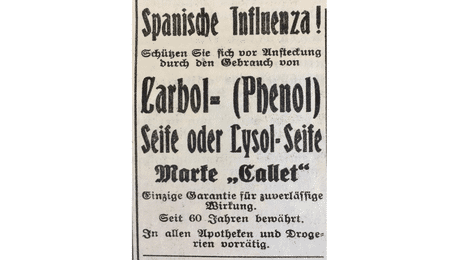 Spanische Influenza!
Schützen Sie sich vor Ansteckung
durch den Gebrauch von
Carbol= (Phenol)
Seife oder Lysol-Seife
Marke „Callet“
Einzige Garantie für zuverlässige
Wirkung.
Seit 60 Jahren bewährt.
In allen Apotheken und Droge-
rien vorrätig.